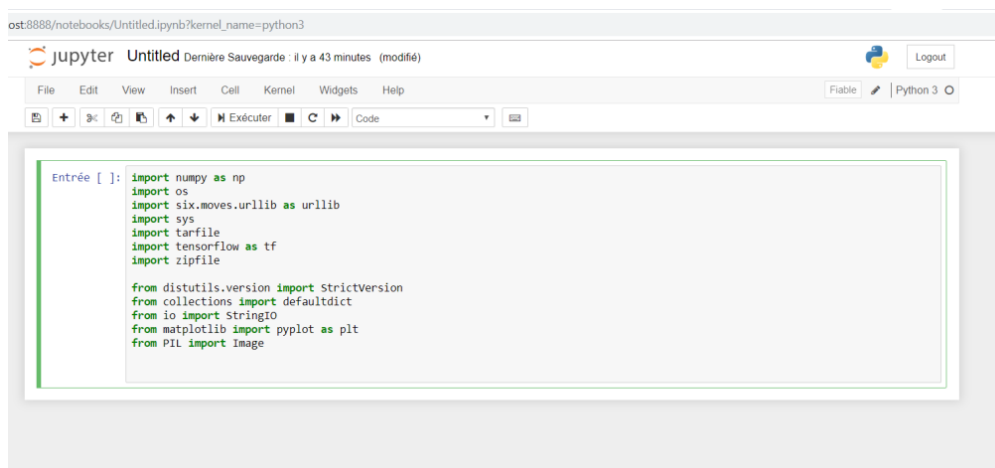 ost:8888/notebooks/Untitled.ipynb?kernel_name=python3
jupyter Untitled Dernière Sauvegarde : il y a 43 minutes (modifié)
Logout
File Edit View Insert Cell Kernel Widgets Help
Fiable Python 3
Exécuter Code
Entrée [ ]: import numpy as np
import os
import six.moves.urllib as urllib
import sys
import tarfile
import tensorflow as tf
import zipfile
from distutils.version import StrictVersion
from collections import defaultdict
from io import StringIO
from matplotlib import pyplot as plt
from PIL import Image